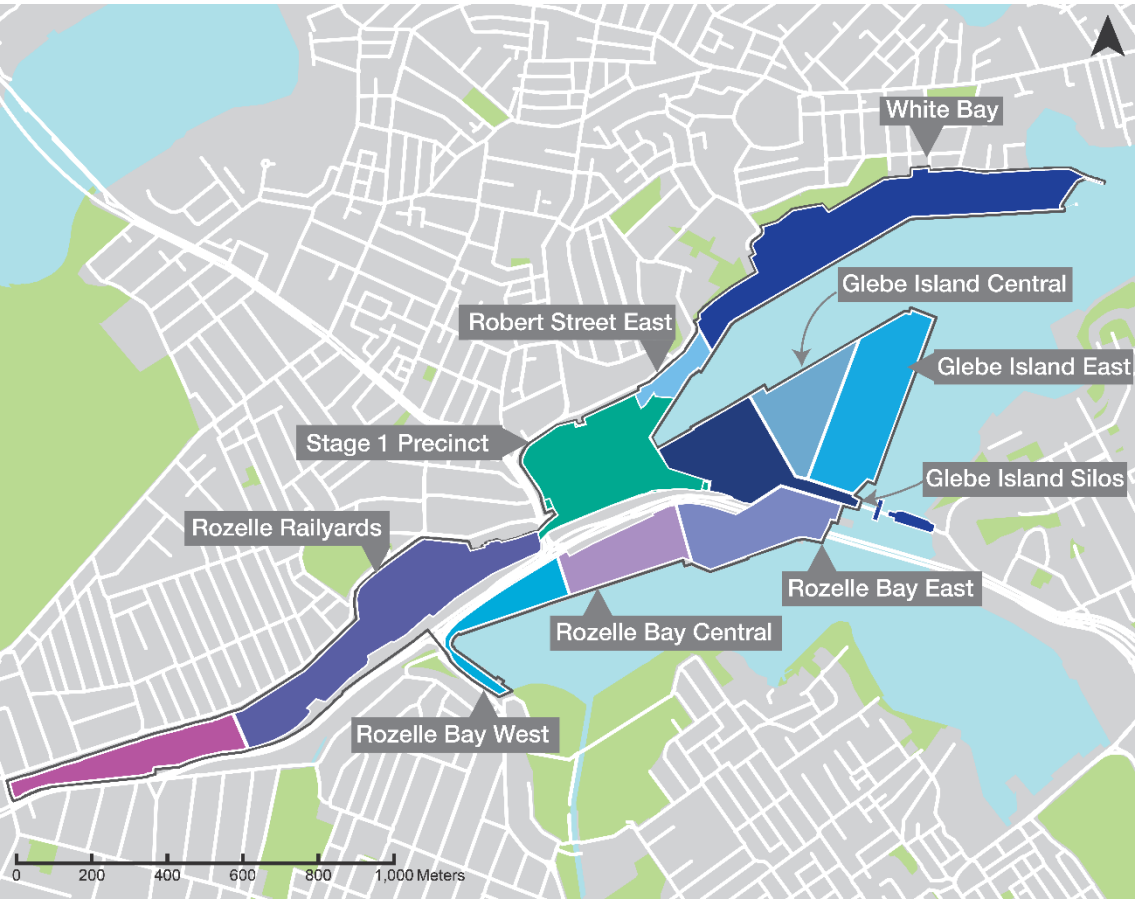 White Bay
Glebe Island Central
Robert Street East
Glebe Island East
Stage 1 Precinct
Glebe Island Silos
Rozelle Railyards
Rozelle Bay East
Rozelle Bay Central
Rozelle Bay West
0 200 400 600 800 1,000 Meters